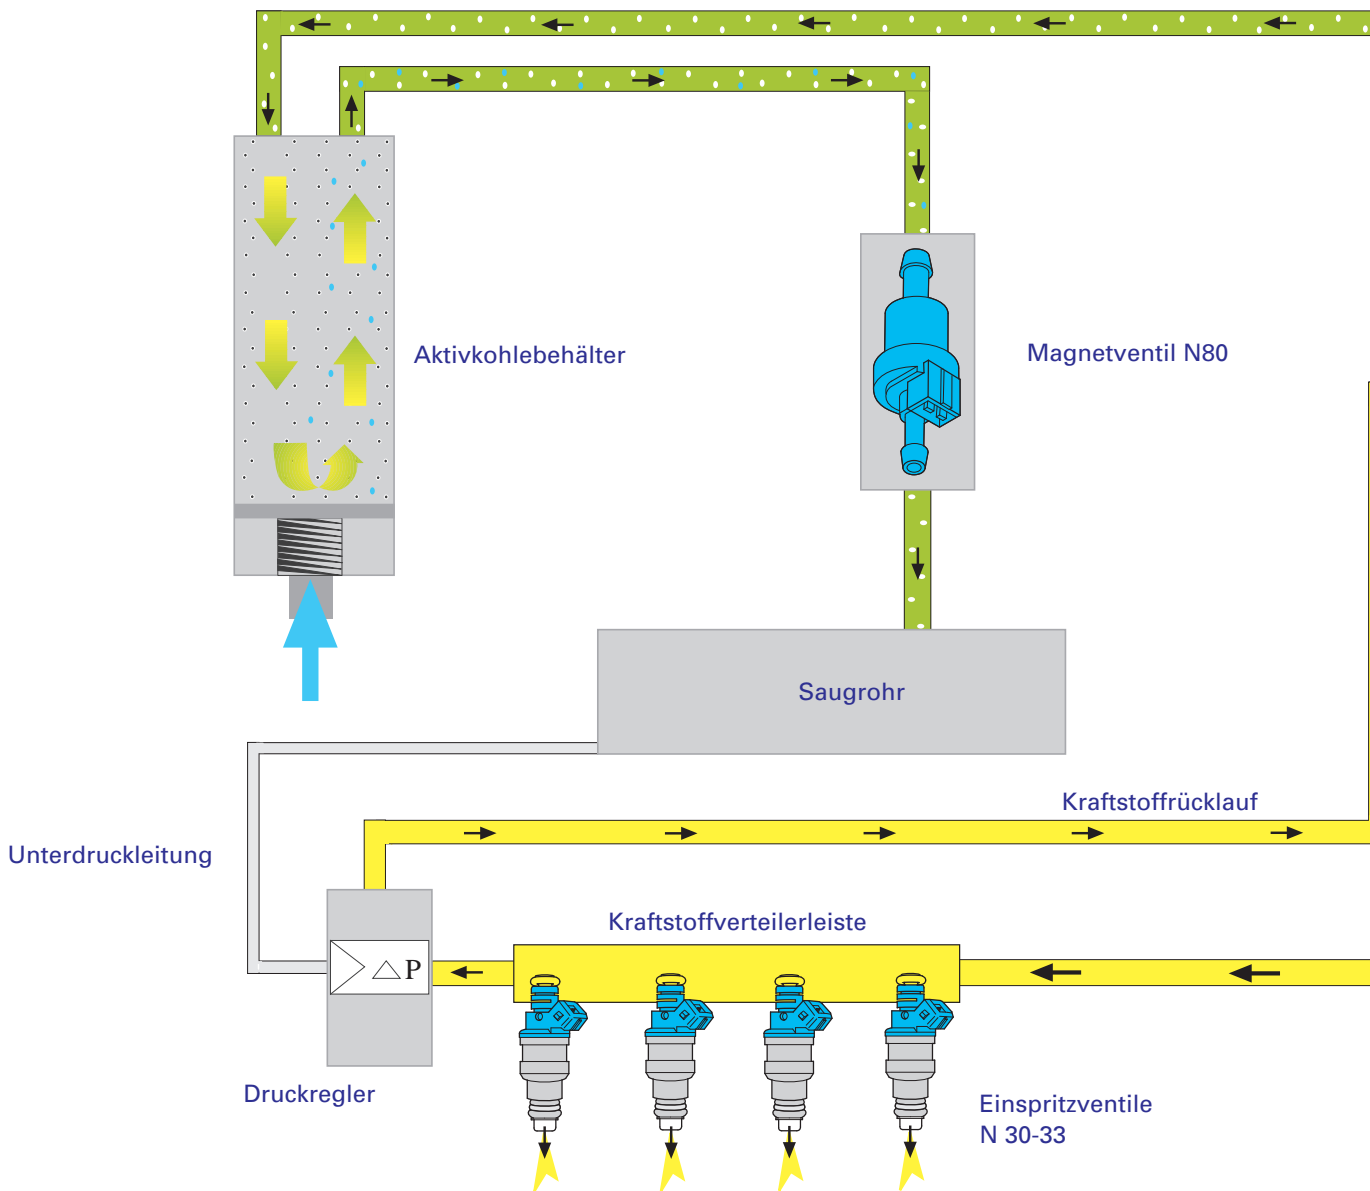 Aktivkohlebehälter
Magnetventil N80
Saugrohr
Kraftstoffrücklauf
Unterdruckleitung
Kraftstoffverteilerleiste
△ P
Druckregler
Einspritzventile
N 30-33